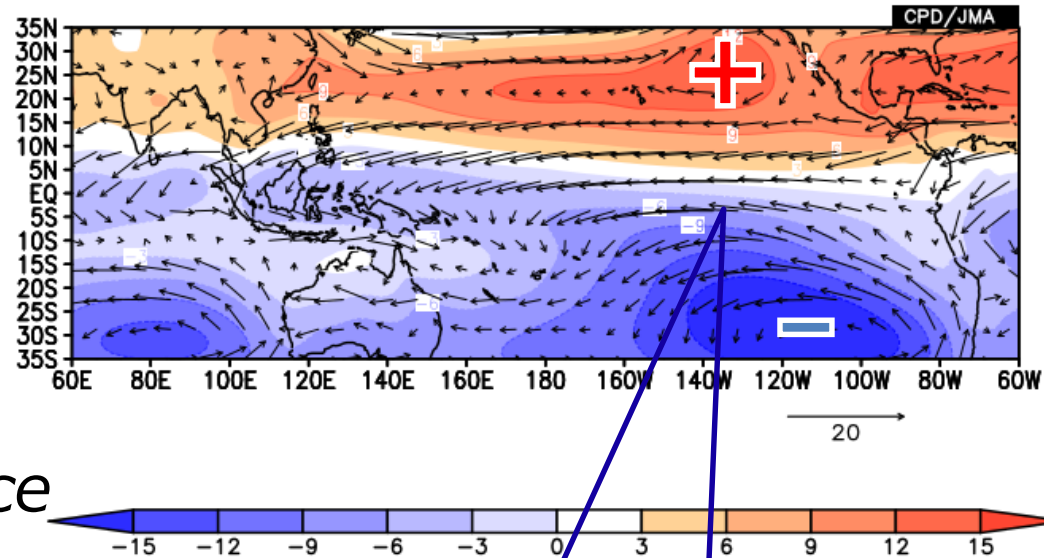 CPD/JMA
35N
30N
25N
20N
15N
10N
5N
EQ
5S
10S
15S
20S
25S
30S
35S
60E 80E 100E 120E 140E 160E 180 160W 140W 120W 100W 80W 60W
20
ce
-15 -12 -9 -6 -3 0 3 6 9 12 15